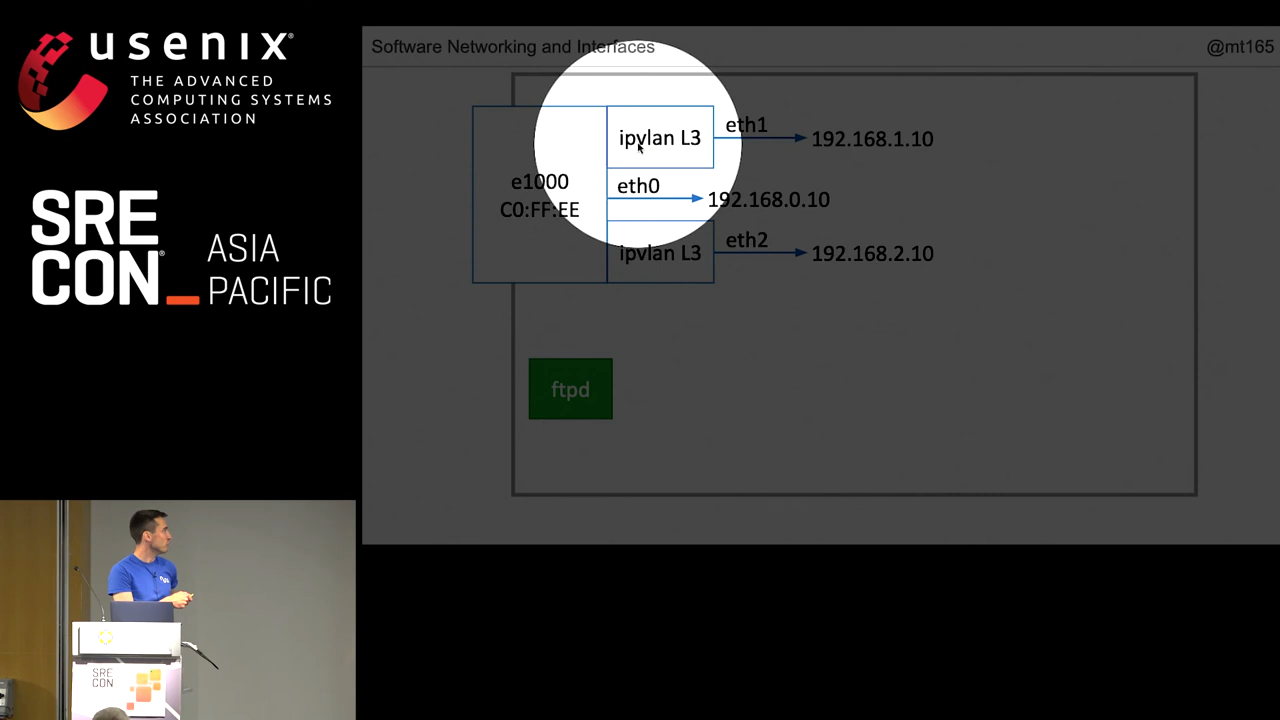 usenix
THE ADVANCED
COMPUTING SYSTEMS
ASSOCIATION
SRE
CON
ASIA
PACIFIC
Software Networking and Interfaces
@mt165
ipvlan L3
eth1
192.168.1.10
e1000
C0:FF:EE
eth0
192.168.0.10
ipvlan L3
eth2
192.168.2.10
ftpd
SRE
CON